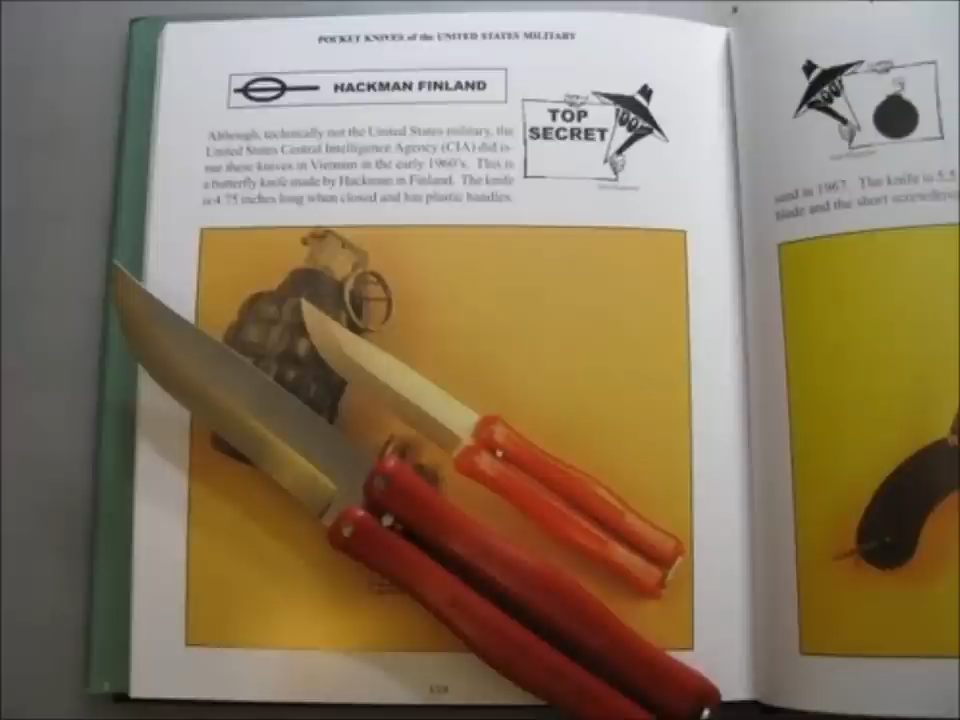 POCKET KNIVES of the UNITED STATES MILITARY
HACKMAN FINLAND
TOP
SECRET
Although, technically not the United States military, the
United States Central Intelligence Agency (CIA) did is-
sue these knives in Vietnam in the early 1960's. This is
a butterfly knife made by Hackman in Finland. The knife
is 4.75 inches long when closed and has plastic handles.
in 1967. The knife is 5.5
blade and the short